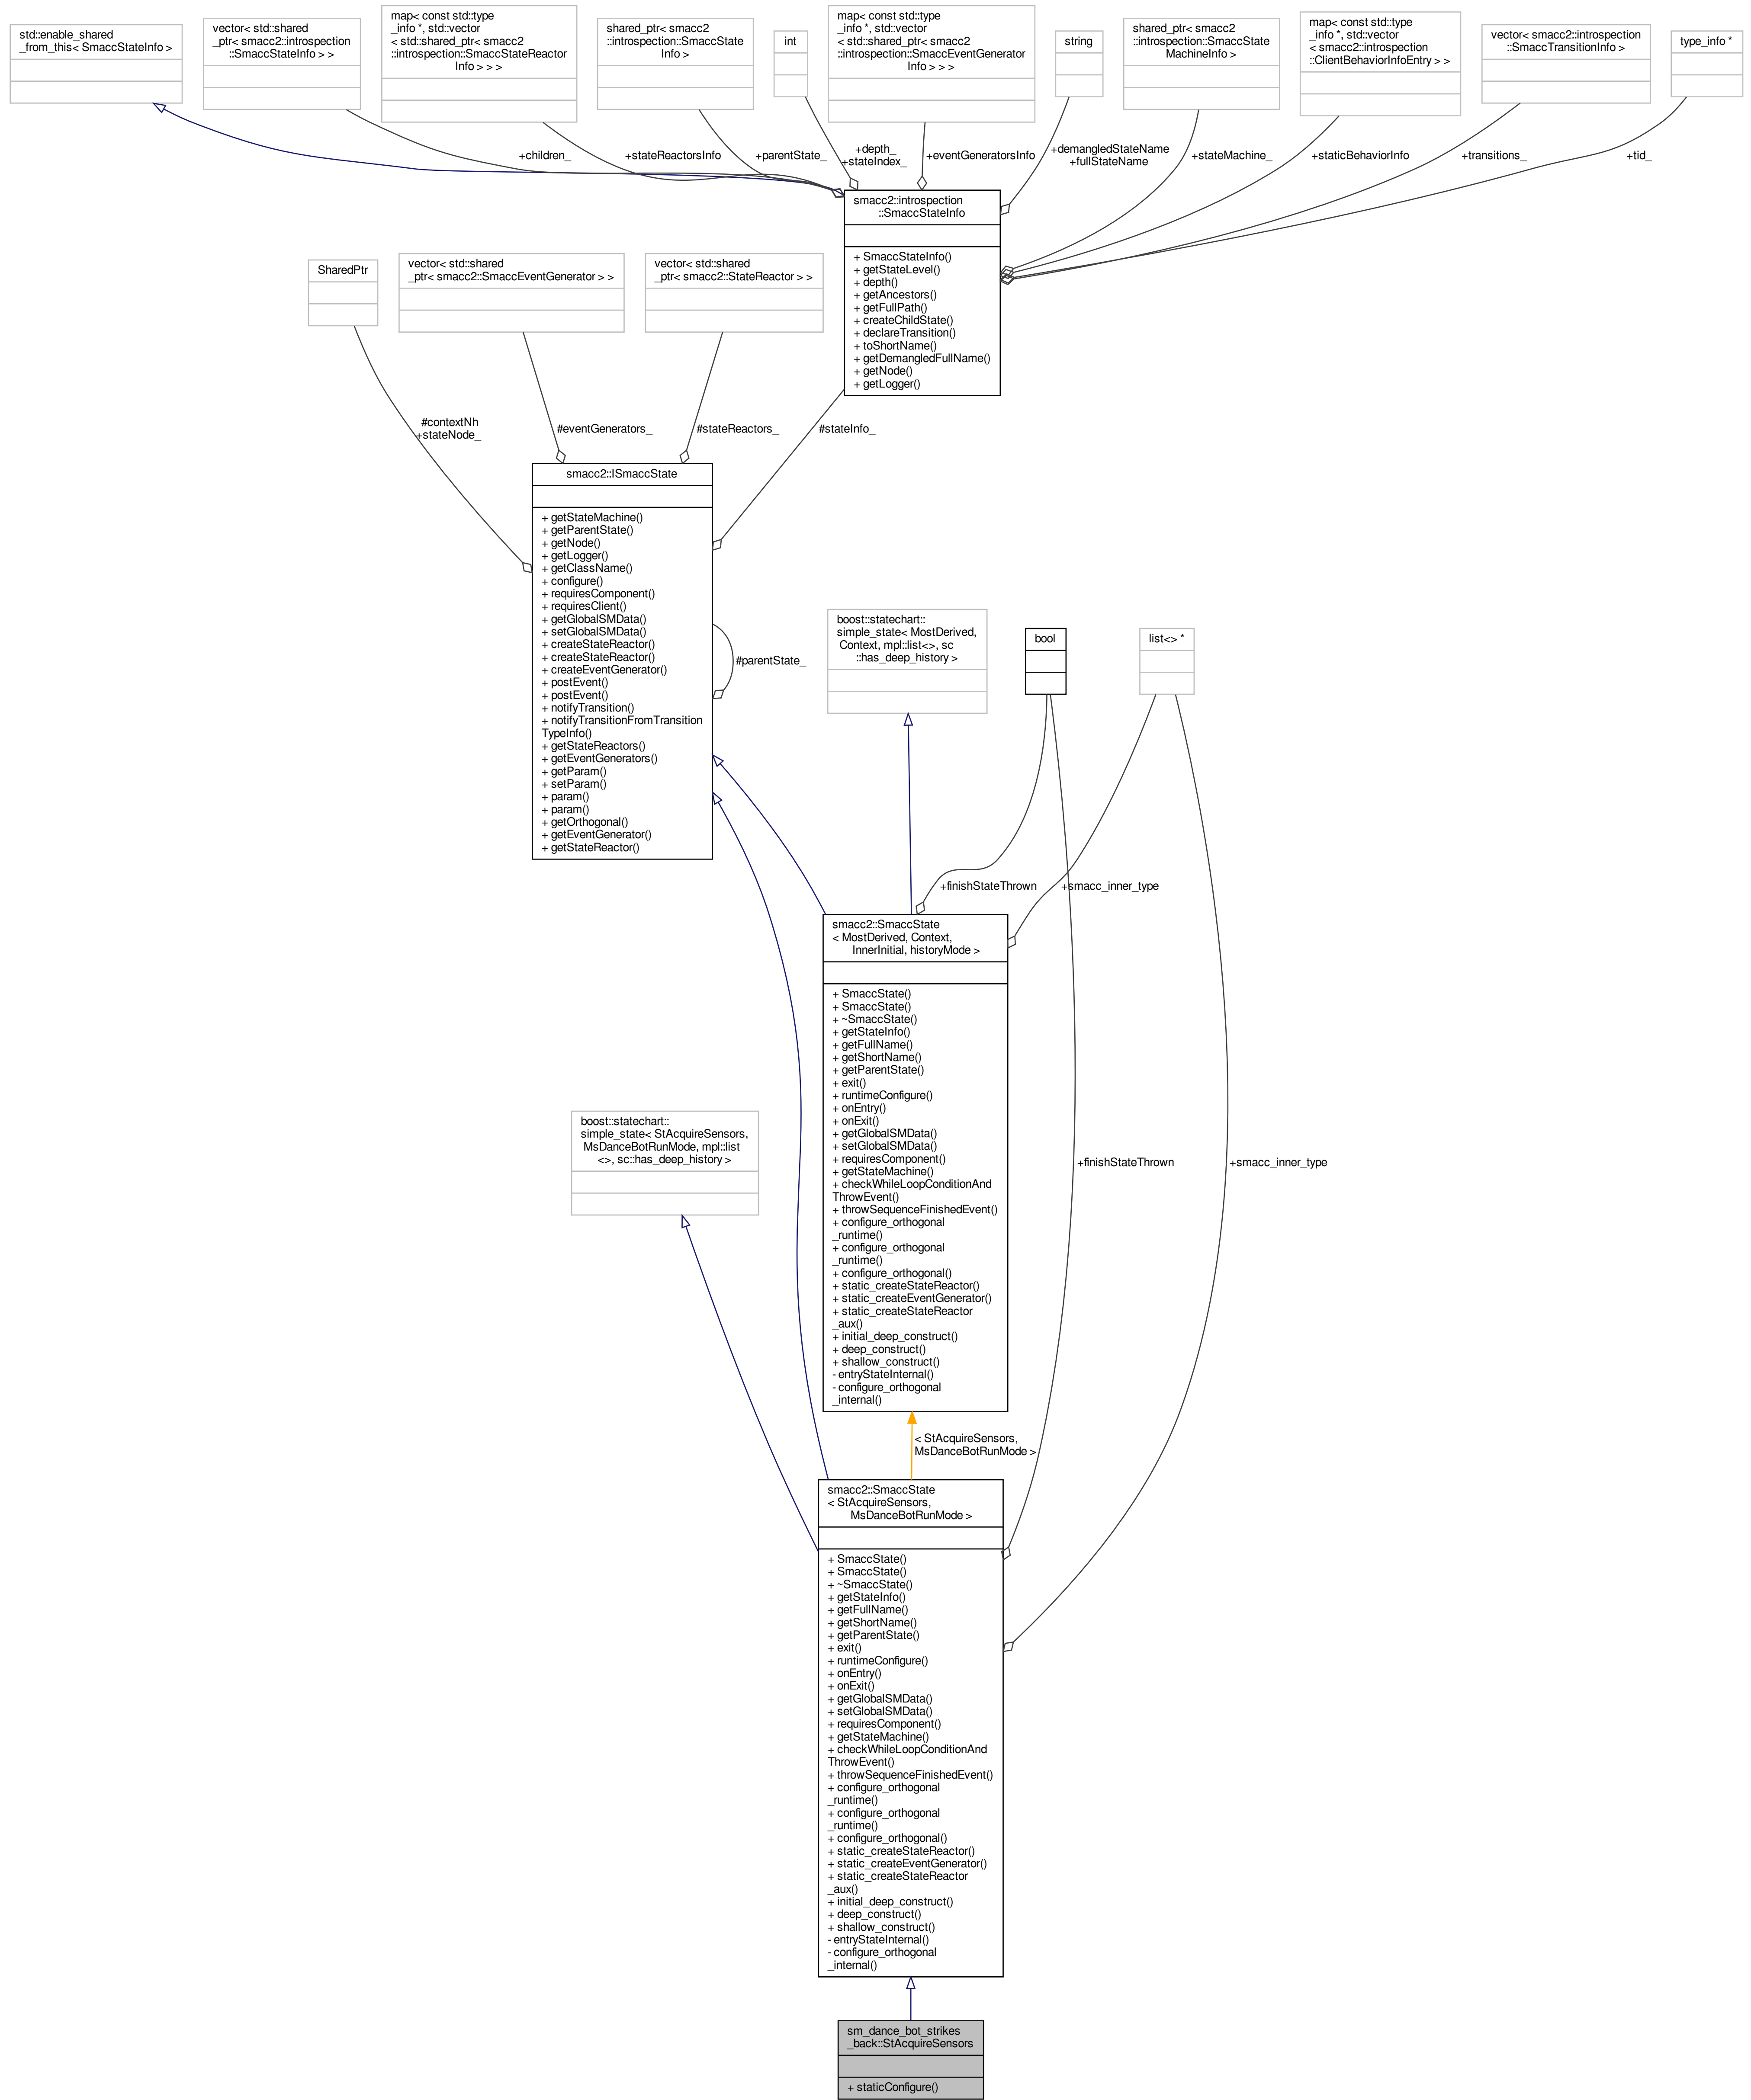 std::enable_shared
_from_this< SmaccStateInfo >
vector< std::shared
_ptr< smacc2::introspection
::SmaccStateInfo > >
map< const std::type
_info *, std::vector
< std::shared_ptr< smacc2
::introspection::SmaccStateReactor
Info > > >
shared_ptr< smacc2
::introspection::SmaccState
Info >
int
map< const std::type
_info *, std::vector
< std::shared_ptr< smacc2
::introspection::SmaccEventGenerator
Info > > >
string
shared_ptr< smacc2
::introspection::SmaccState
MachineInfo >
map< const std::type
_info *, std::vector
< smacc2::introspection
::ClientBehaviorInfoEntry > >
vector< smacc2::introspection
::SmaccTransitionInfo >
type_info *
+children_
+stateReactorsInfo
+parentState_
+depth_
+stateIndex_
+eventGeneratorsInfo
+demangledStateName
+fullStateName
+stateMachine_
+staticBehaviorInfo
+transitions_
+tid_
smacc2::introspection
::SmaccStateInfo
+ SmaccStateInfo()
+ getStateLevel()
+ depth()
+ getAncestors()
+ getFullPath()
+ createChildState()
+ declareTransition()
+ toShortName()
+ getDemangledFullName()
+ getNode()
+ getLogger()
SharedPtr
vector< std::shared
_ptr< smacc2::SmaccEventGenerator > >
vector< std::shared
_ptr< smacc2::StateReactor > >
#contextNh
+stateNode_
#eventGenerators_
#stateReactors_
#stateInfo_
smacc2::ISmaccState
+ getStateMachine()
+ getParentState()
+ getNode()
+ getLogger()
+ getClassName()
+ configure()
+ requiresComponent()
+ requiresClient()
+ getGlobalSMData()
+ setGlobalSMData()
+ createStateReactor()
+ createStateReactor()
+ createEventGenerator()
+ postEvent()
+ postEvent()
+ notifyTransition()
+ notifyTransitionFromTransition
TypeInfo()
+ getStateReactors()
+ getEventGenerators()
+ getParam()
+ setParam()
+ param()
+ param()
+ getOrthogonal()
+ getEventGenerator()
+ getStateReactor()
#parentState_
boost::statechart::
simple_state< MostDerived,
Context, mpl::list<>, sc
::has_deep_history >
bool
list<> *
+finishStateThrown
+smacc_inner_type
smacc2::SmaccState
< MostDerived, Context,
InnerInitial, historyMode >
+ SmaccState()
+ SmaccState()
+ ~SmaccState()
+ getStateInfo()
+ getFullName()
+ getShortName()
+ getParentState()
+ exit()
+ runtimeConfigure()
+ onEntry()
+ onExit()
+ getGlobalSMData()
+ setGlobalSMData()
+ requiresComponent()
+ getStateMachine()
+ checkWhileLoopConditionAnd
ThrowEvent()
+ throwSequenceFinishedEvent()
+ configure_orthogonal
_runtime()
+ configure_orthogonal
_runtime()
+ configure_orthogonal()
+ static_createStateReactor()
+ static_createEventGenerator()
+ static_createStateReactor
_aux()
+ initial_deep_construct()
+ deep_construct()
+ shallow_construct()
- entryStateInternal()
- configure_orthogonal
_internal()
boost::statechart::
simple_state< StAcquireSensors,
MsDanceBotRunMode, mpl::list
<>, sc::has_deep_history >
+finishStateThrown
+smacc_inner_type
< StAcquireSensors,
MsDanceBotRunMode >
smacc2::SmaccState
< StAcquireSensors,
MsDanceBotRunMode >
+ SmaccState()
+ SmaccState()
+ ~SmaccState()
+ getStateInfo()
+ getFullName()
+ getShortName()
+ getParentState()
+ exit()
+ runtimeConfigure()
+ onEntry()
+ onExit()
+ getGlobalSMData()
+ setGlobalSMData()
+ requiresComponent()
+ getStateMachine()
+ checkWhileLoopConditionAnd
ThrowEvent()
+ throwSequenceFinishedEvent()
+ configure_orthogonal
_runtime()
+ configure_orthogonal
_runtime()
+ configure_orthogonal()
+ static_createStateReactor()
+ static_createEventGenerator()
+ static_createStateReactor
_aux()
+ initial_deep_construct()
+ deep_construct()
+ shallow_construct()
- entryStateInternal()
- configure_orthogonal
_internal()
sm_dance_bot_strikes
_back::StAcquireSensors
+ staticConfigure()